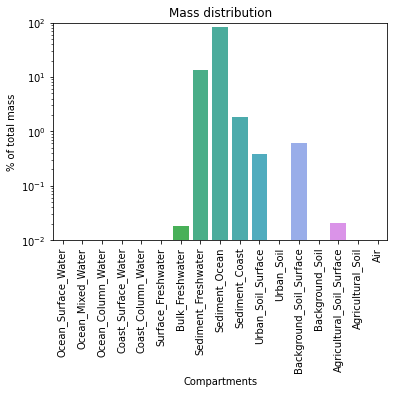 Mass distribution
% of total mass
10²
10¹
10⁰
10⁻¹
10⁻²
Ocean_Surface_Water
Ocean_Mixed_Water
Ocean_Column_Water
Coast_Surface_Water
Coast_Column_Water
Surface_Freshwater
Bulk_Freshwater
Sediment_Freshwater
Sediment_Ocean
Sediment_Coast
Urban_Soil_Surface
Urban_Soil
Background_Soil_Surface
Background_Soil
Agricultural_Soil_Surface
Agricultural_Soil
Air
Compartments